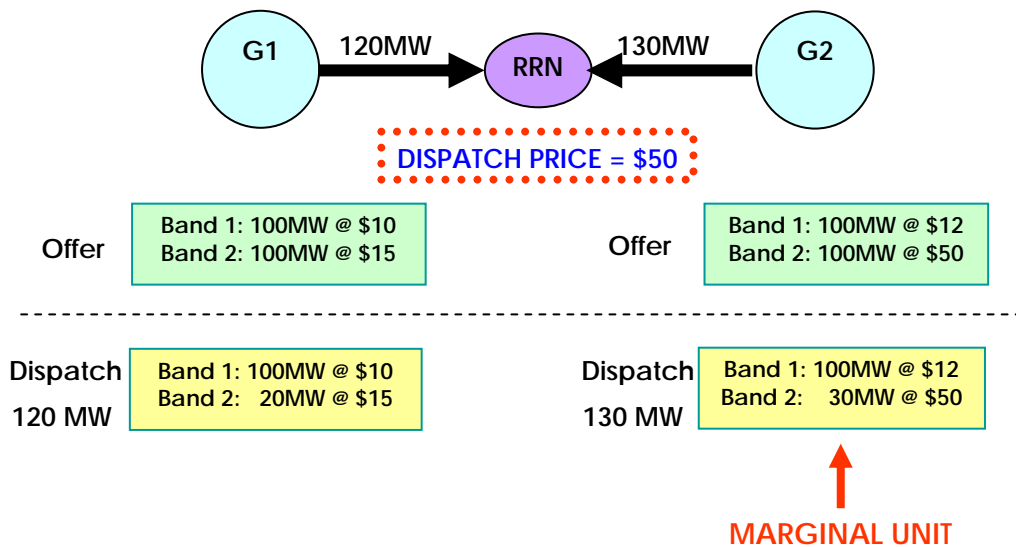 G1
120MW
RRN
130MW
G2
DISPATCH PRICE = $50
Offer
Band 1: 100MW @ $10
Band 2: 100MW @ $15
Offer
Band 1: 100MW @ $12
Band 2: 100MW @ $50
Dispatch
120 MW
Band 1: 100MW @ $10
Band 2: 20MW @ $15
Dispatch
130 MW
Band 1: 100MW @ $12
Band 2: 30MW @ $50
MARGINAL UNIT